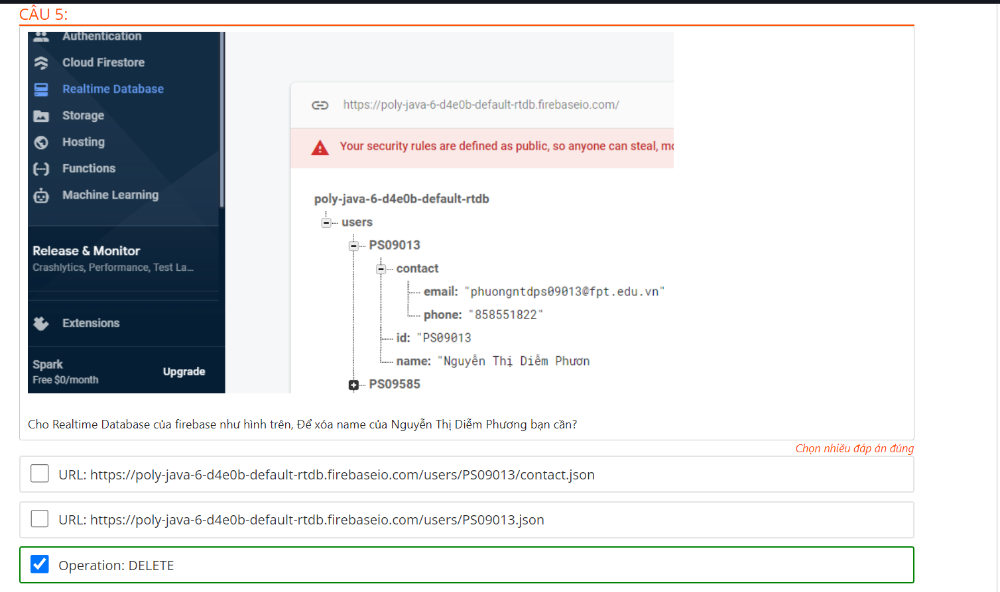 CÂU 5:
Authentication
Cloud Firestore
Realtime Database
Storage
Hosting
Functions
Machine Learning
Release & Monitor
Crashlytics, Performance, Test La...
Extensions
Spark
Free $0/month
Upgrade
https://poly-java-6-d4e0b-default-rtdb.firebaseio.com/
Your security rules are defined as public, so anyone can steal,
poly-java-6-d4e0b-default-rtdb
users
PS09013
contact
email: "phuongntdps09013@fpt.edu.vn"
phone: "858551822"
id: "PS09013
name: "Nguyễn Thị Diễm Phươn
PS09585
Cho Realtime Database của firebase như hình trên, Để xóa name của Nguyễn Thị Diễm Phương bạn cần?
Chọn nhiều đáp án đúng
URL: https://poly-java-6-d4e0b-default-rtdb.firebaseio.com/users/PS09013/contact.json
URL: https://poly-java-6-d4e0b-default-rtdb.firebaseio.com/users/PS09013.json
Operation: DELETE